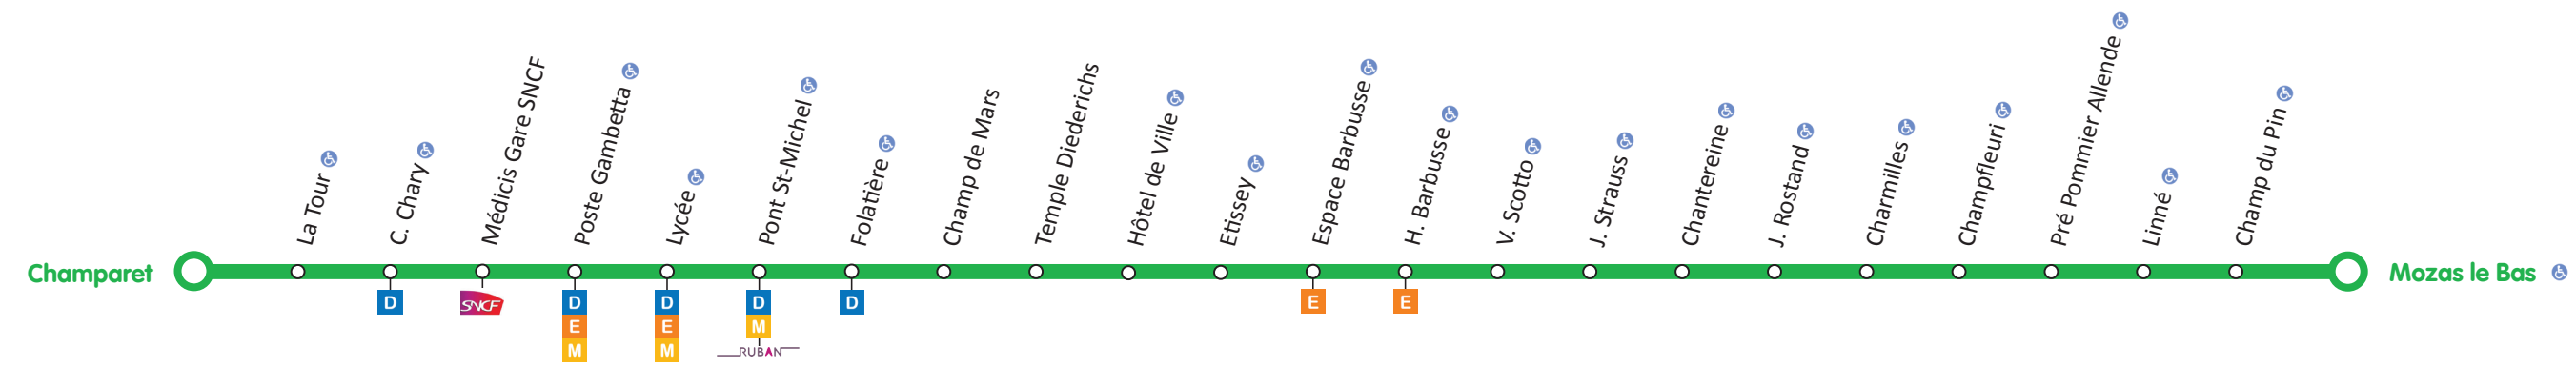 Champaret
La Tour
C. Chary
Médicis Gare SNCF
Poste Gambetta
Lycée
Pont St-Michel
Folatière
Champ de Mars
Temple Diederichs
Hôtel de Ville
Etissey
Espace Barbusse
H. Barbusse
V. Scotto
J. Strauss
Chantereine
J. Rostand
Charmilles
Champfleuri
Pré Pommier Allende
Linné
Champ du Pin
Mozas le Bas
D
SNCF
D
E
M
D
E
M
D
M
RUBAN
D
E
E